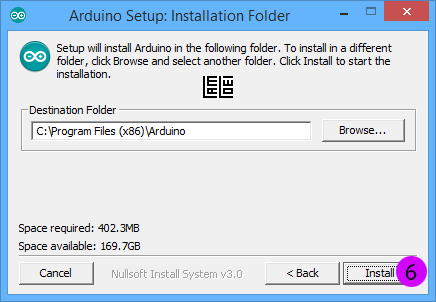 Arduino Setup: Installation Folder
Setup will install Arduino in the following folder. To install in a different
folder, click Browse and select another folder. Click Install to start the
installation.
Destination Folder
C:\Program Files (x86)\Arduino
Browse...
Space required: 402.3MB
Space available: 169.7GB
Cancel
Nullsoft Install System v3.0
< Back
Install
6